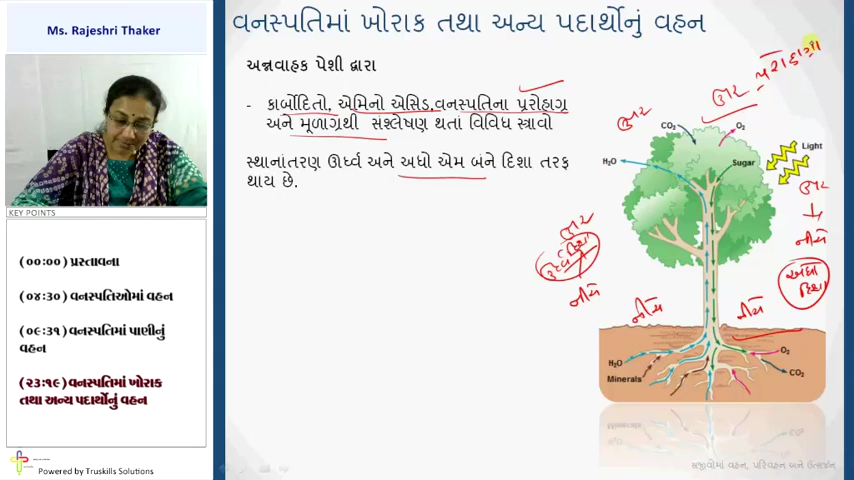 Ms. Rajeshri Thaker
વનસ્પતિમાં ખોરાક તથા અન્ય પદાર્થોનું વહન
અન્નવાહક પેશી દ્વારા
- કાર્બોદિતો, એમિનો એસિડ,વનસ્પતિના પ્રરોહાગ્ર
અને મૂળાગ્રથી સંશ્લેષણ થતાં વિવિધ સ્ત્રાવો
સ્થાનાંતરણ ઊર્ધ્વ અને અધો એમ બંને દિશા તરફ
થાય છે.
KEY POINTS
(૦૦:૦૦) પ્રસ્તાવના
(૦૪:૩૦) વનસ્પતિઓમાં વહન
(૦૯:૩૧) વનસ્પતિમાં પાણીનું
વહન
(૨૩:૧૯) વનસ્પતિમાં ખોરાક
તથા અન્ય પદાર્થોનું વહન
Powered by Truskills Solutions
ઉપર પ્રરોહાગ્ર
ઉપર
CO₂
O₂
Light
H₂O
Sugar
ઉપર
નીચે
અધો
દિશા
ઉપર
ઉર્ધ્વ દિશા
નીચે
નીચે
નીચે
H₂O
Minerals
O₂
CO₂
સજીવોમાં વહન, પરિવહન અને ઉત્સર્જન